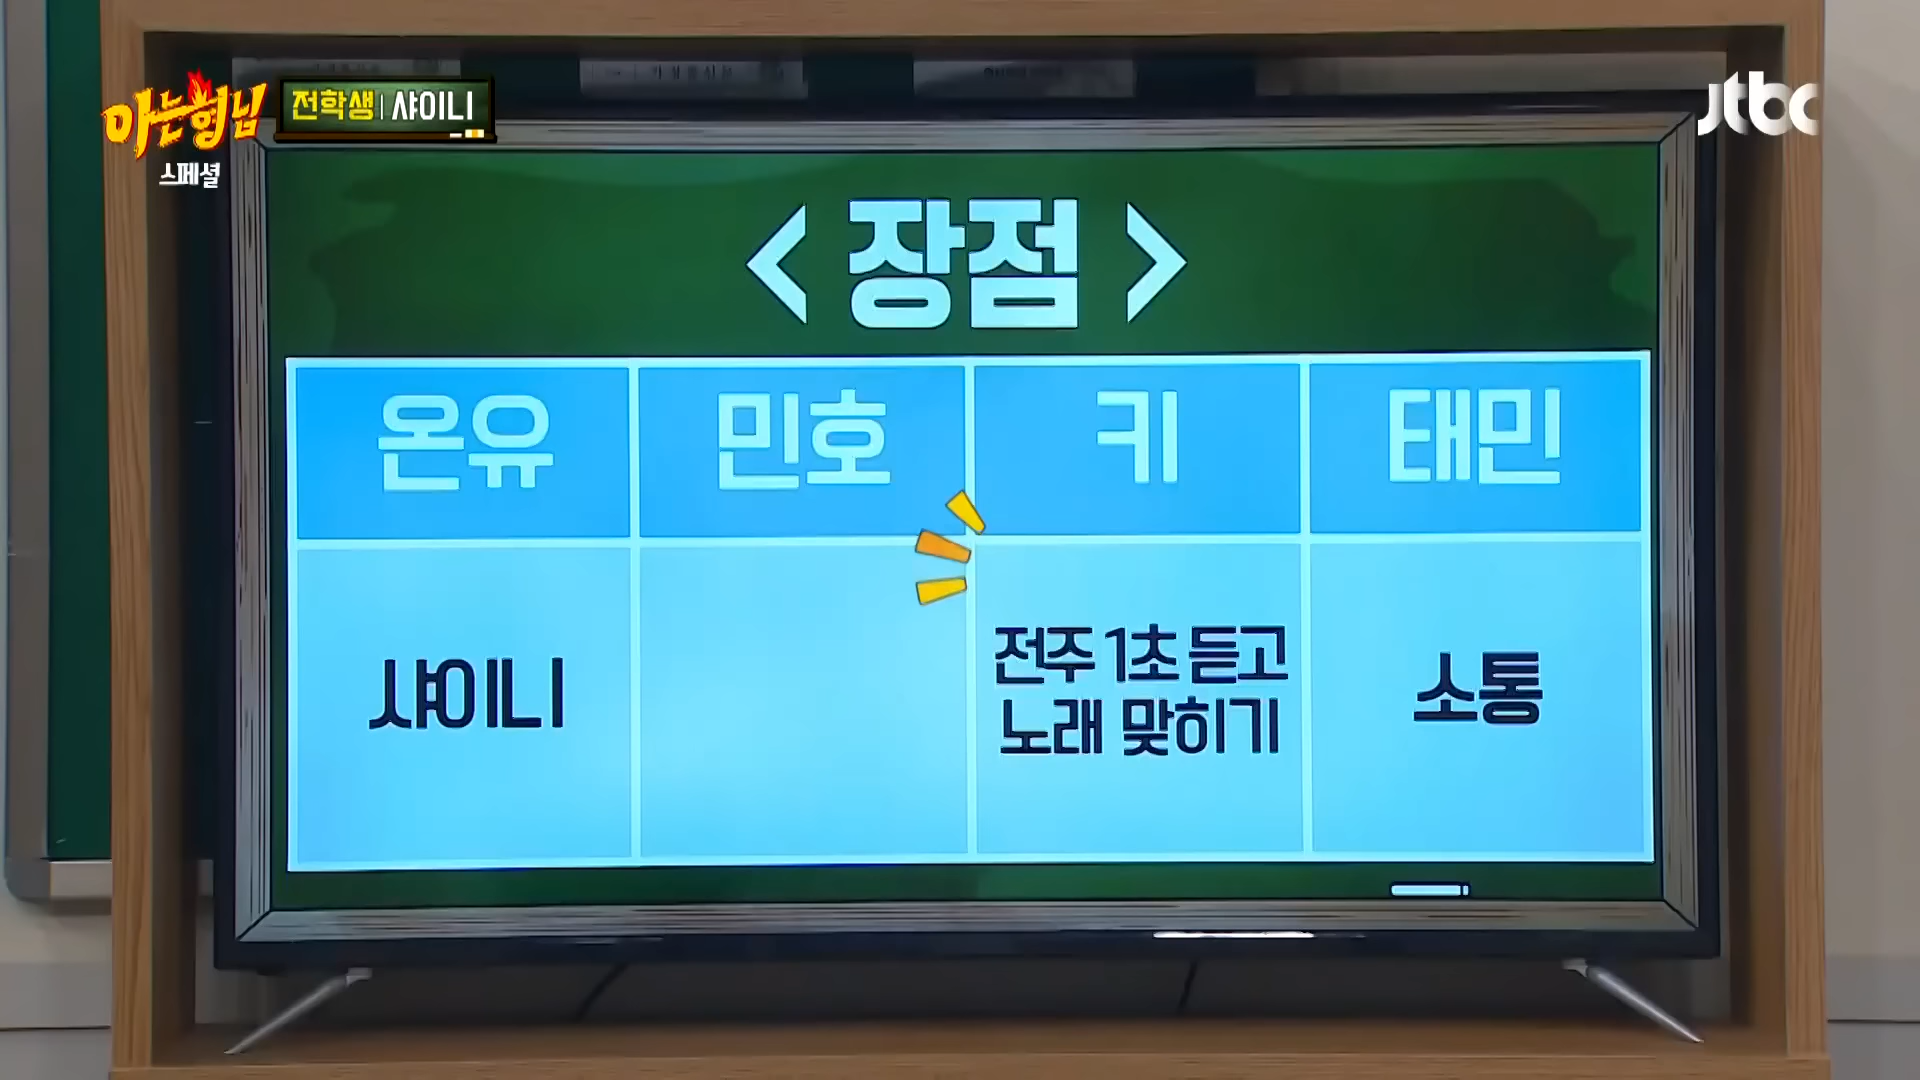 아는형님
스페셜
전학생 | 샤이니
jtbc
< 장점 >
온유 민호 키 태민
샤이니
전주 1초 듣고
노래 맞히기
소통